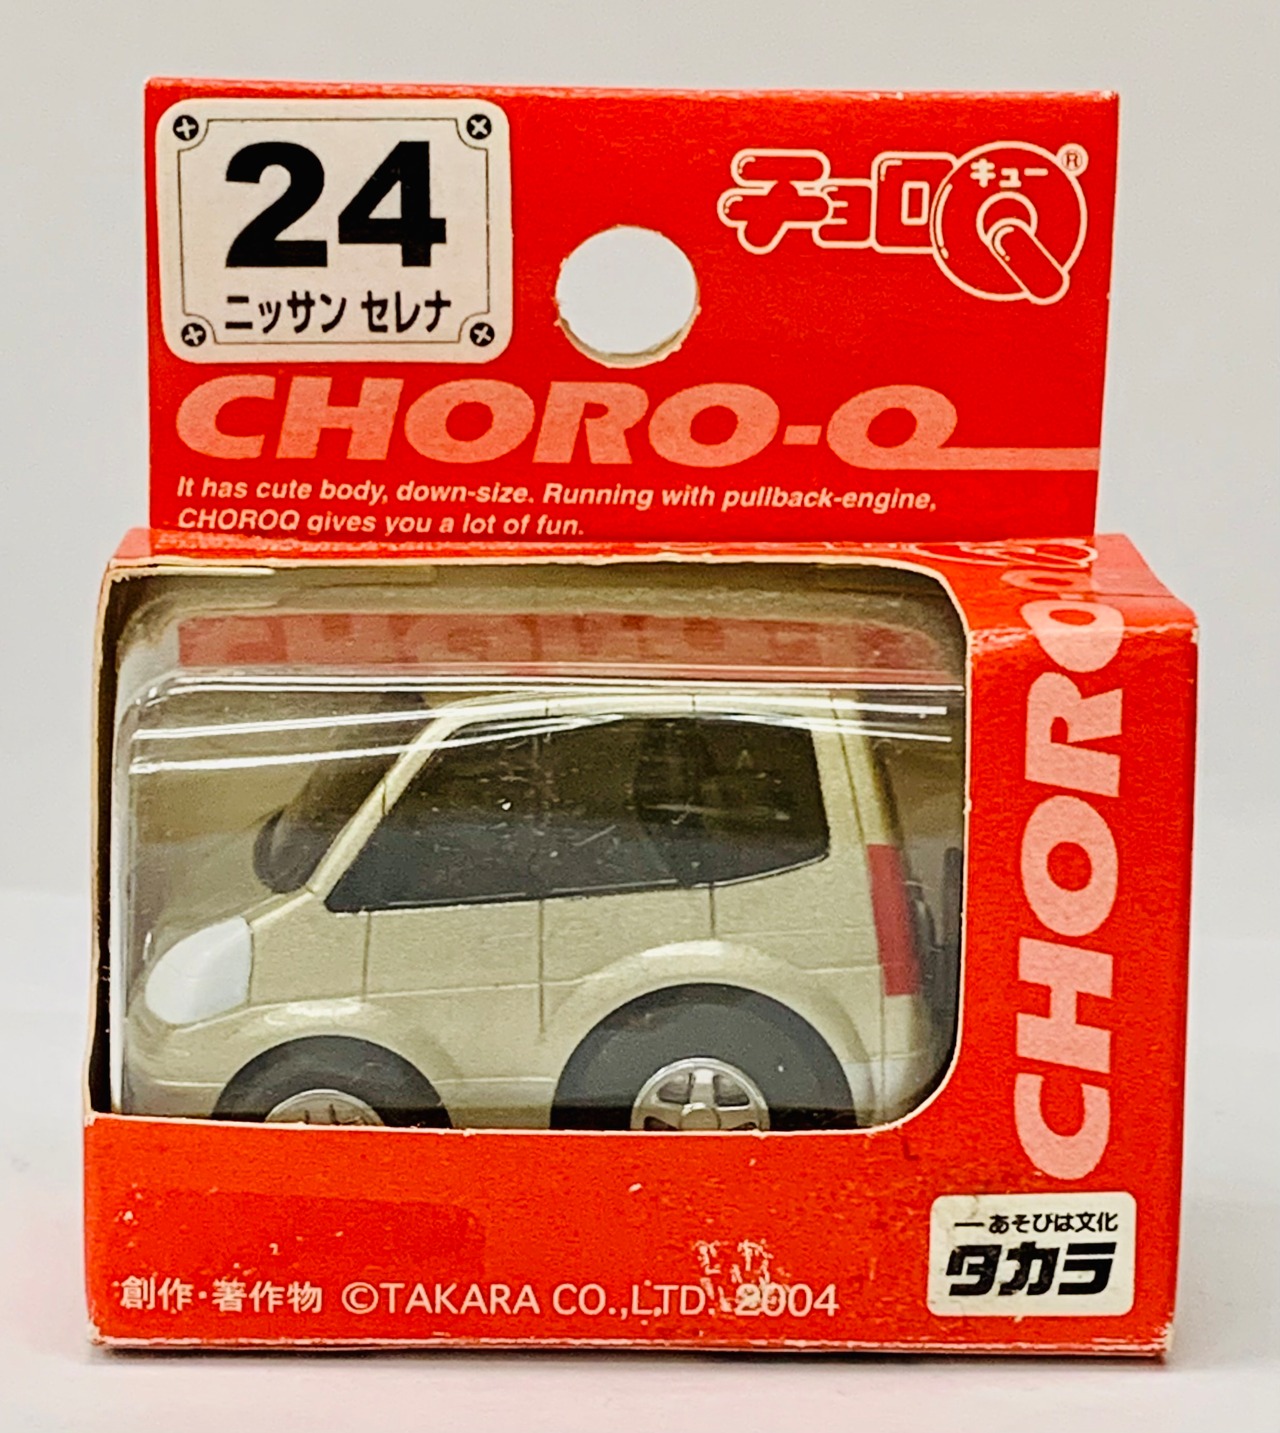 24
ニッサン セレナ
チョロQ
キュー
®
CHORO-Q
It has cute body, down-size. Running with pullback-engine,
CHOROQ gives you a lot of fun.
CHORO-Q
あそびは文化
タカラ
創作・著作物 ©TAKARA CO.,LTD. 2004